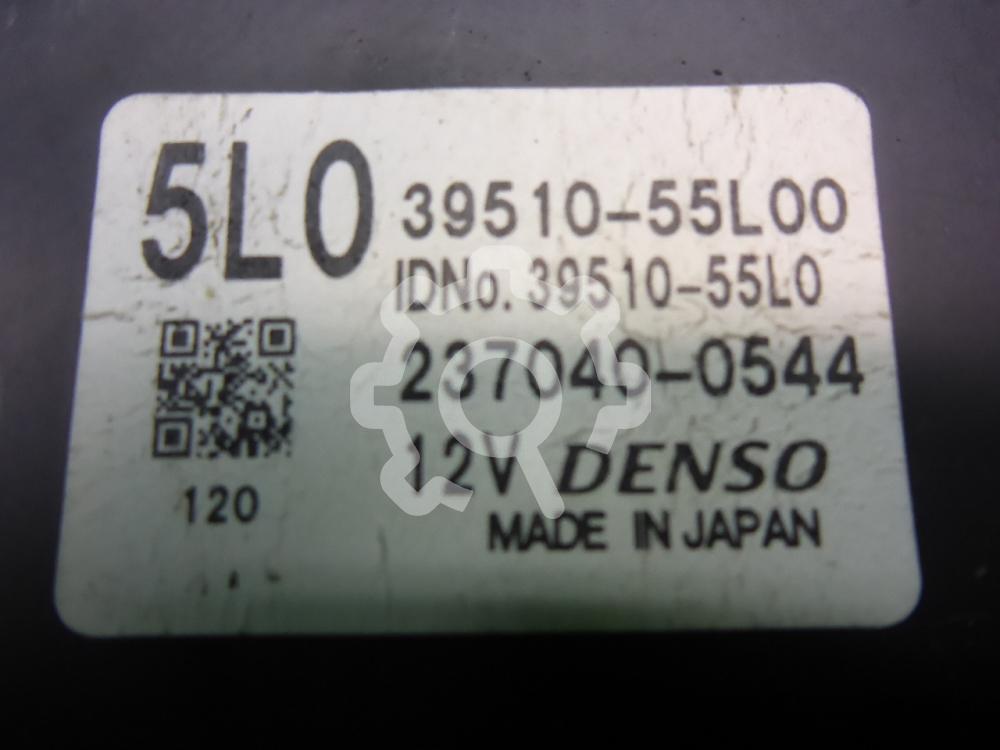 5L0
39510-55L00
IDNo. 39510-55L0
237040-0544
12V DENSO
MADE IN JAPAN
120